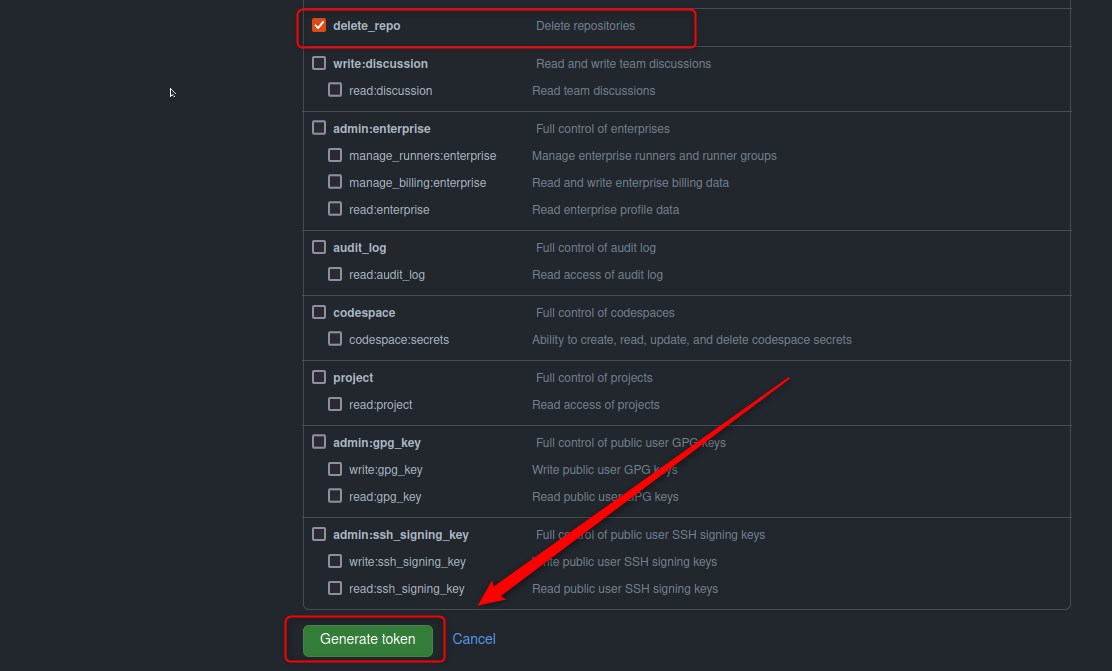 delete_repo Delete repositories
write:discussion Read and write team discussions
read:discussion Read team discussions
admin:enterprise Full control of enterprises
manage_runners:enterprise Manage enterprise runners and runner groups
manage_billing:enterprise Read and write enterprise billing data
read:enterprise Read enterprise profile data
audit_log Full control of audit log
read:audit_log Read access of audit log
codespace Full control of codespaces
codespace:secrets Ability to create, read, update, and delete codespace secrets
project Full control of projects
read:project Read access of projects
admin:gpg_key Full control of public user GPG keys
write:gpg_key Write public user GPG keys
read:gpg_key Read public user GPG keys
admin:ssh_signing_key Full control of public user SSH signing keys
write:ssh_signing_key Write public user SSH signing keys
read:ssh_signing_key Read public user SSH signing keys
Generate token Cancel